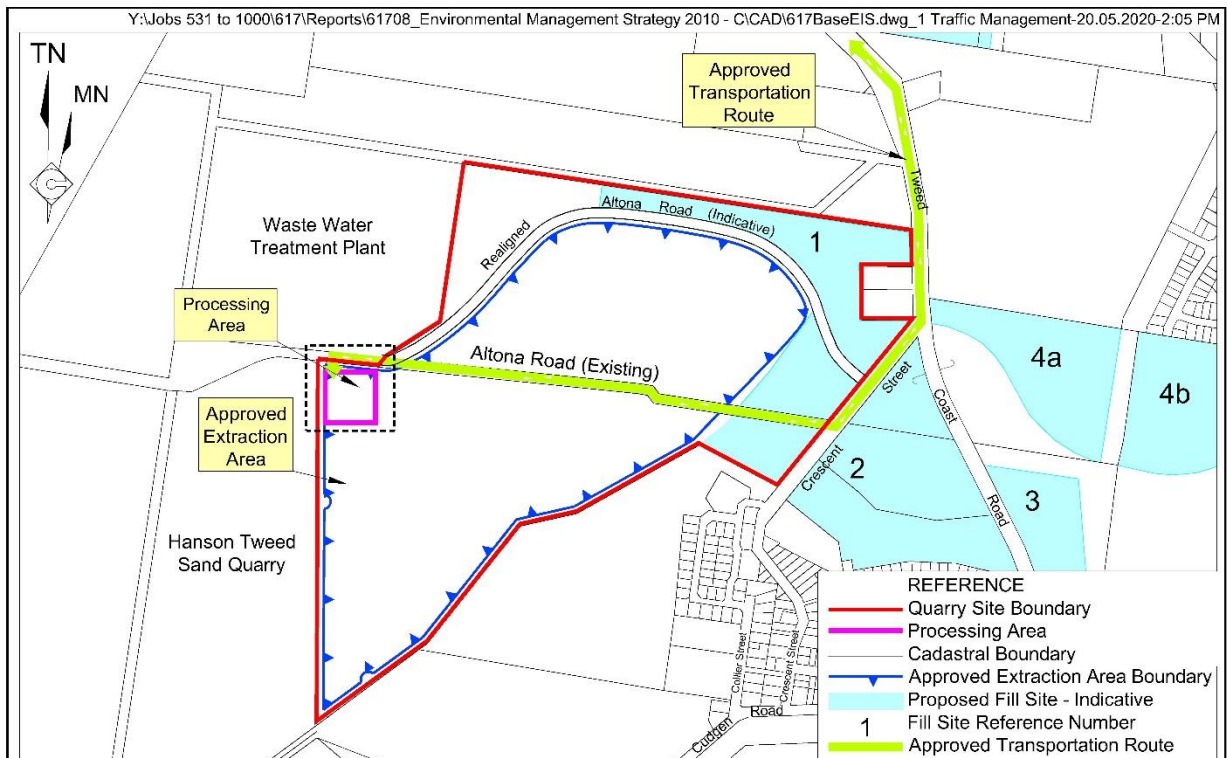 Y:\Jobs 531 to 1000\617\Reports\61708_Environmental Management Strategy 2010 - C\CAD\617BaseEIS.dwg_1 Traffic Management-20.05.2020-2:05 PM
TN
MN
Approved
Transportation
Route
Waste Water
Treatment Plant
Realigned
Altona Road (Indicative)
1
Tweed
Processing
Area
Altona Road (Existing)
Street
Coast
4a
4b
Approved
Extraction
Area
Crescent
2
Road
3
Hanson Tweed
Sand Quarry
Collier Street
Crescent Street
Cudgen
Road
REFERENCE
Quarry Site Boundary
Processing Area
Cadastral Boundary
Approved Extraction Area Boundary
Proposed Fill Site - Indicative
1
Fill Site Reference Number
Approved Transportation Route